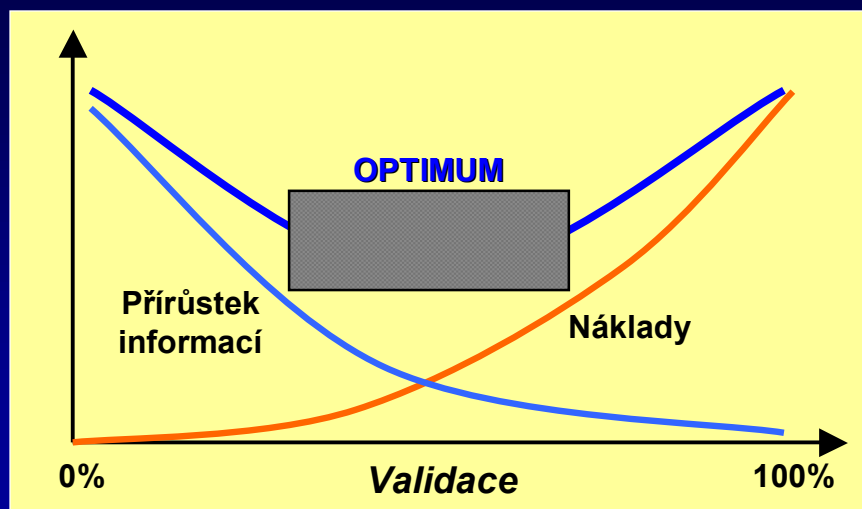 OPTIMUM
Přírůstek
informací
Náklady
0%
Validace
100%